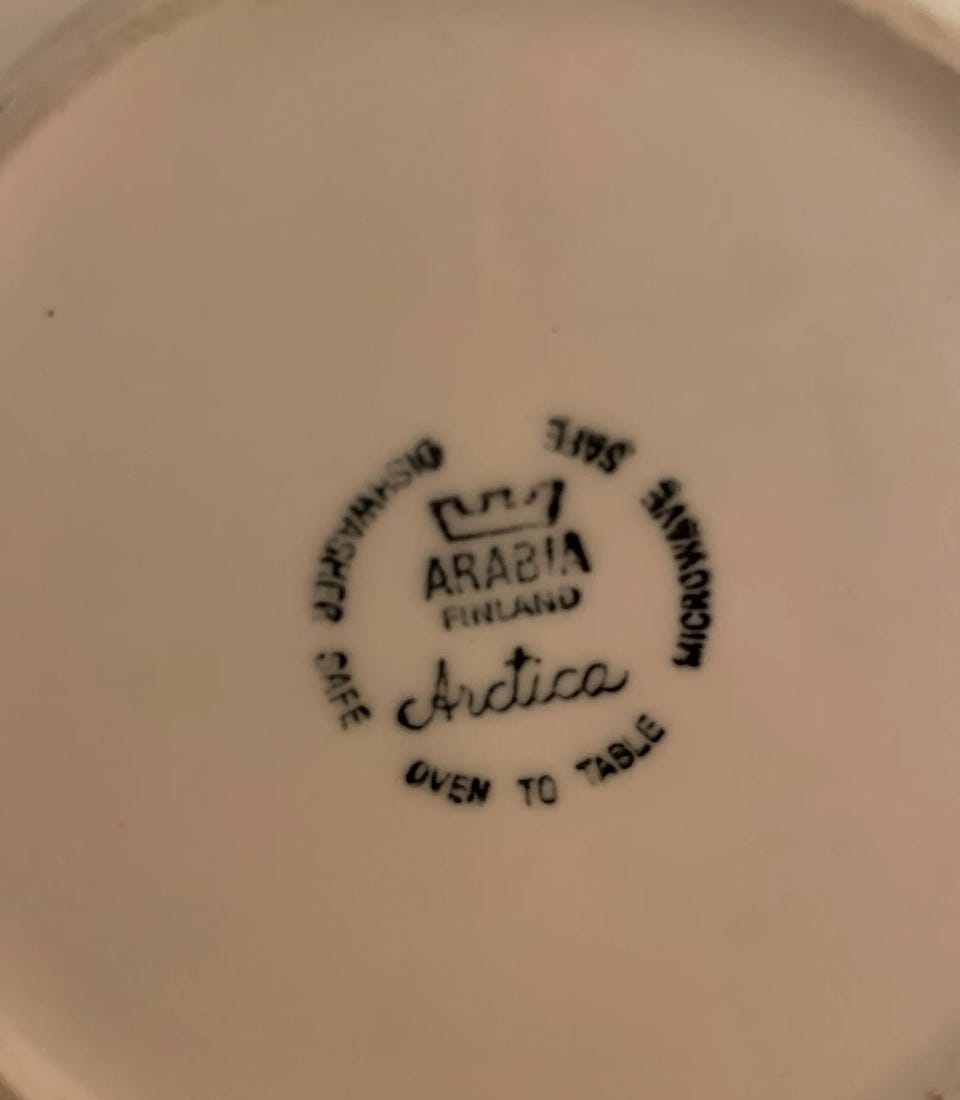 ARABIA
FINLAND
Arctica
DISHWASHER SAFE
OVEN TO TABLE
MICROWAVE SAFE